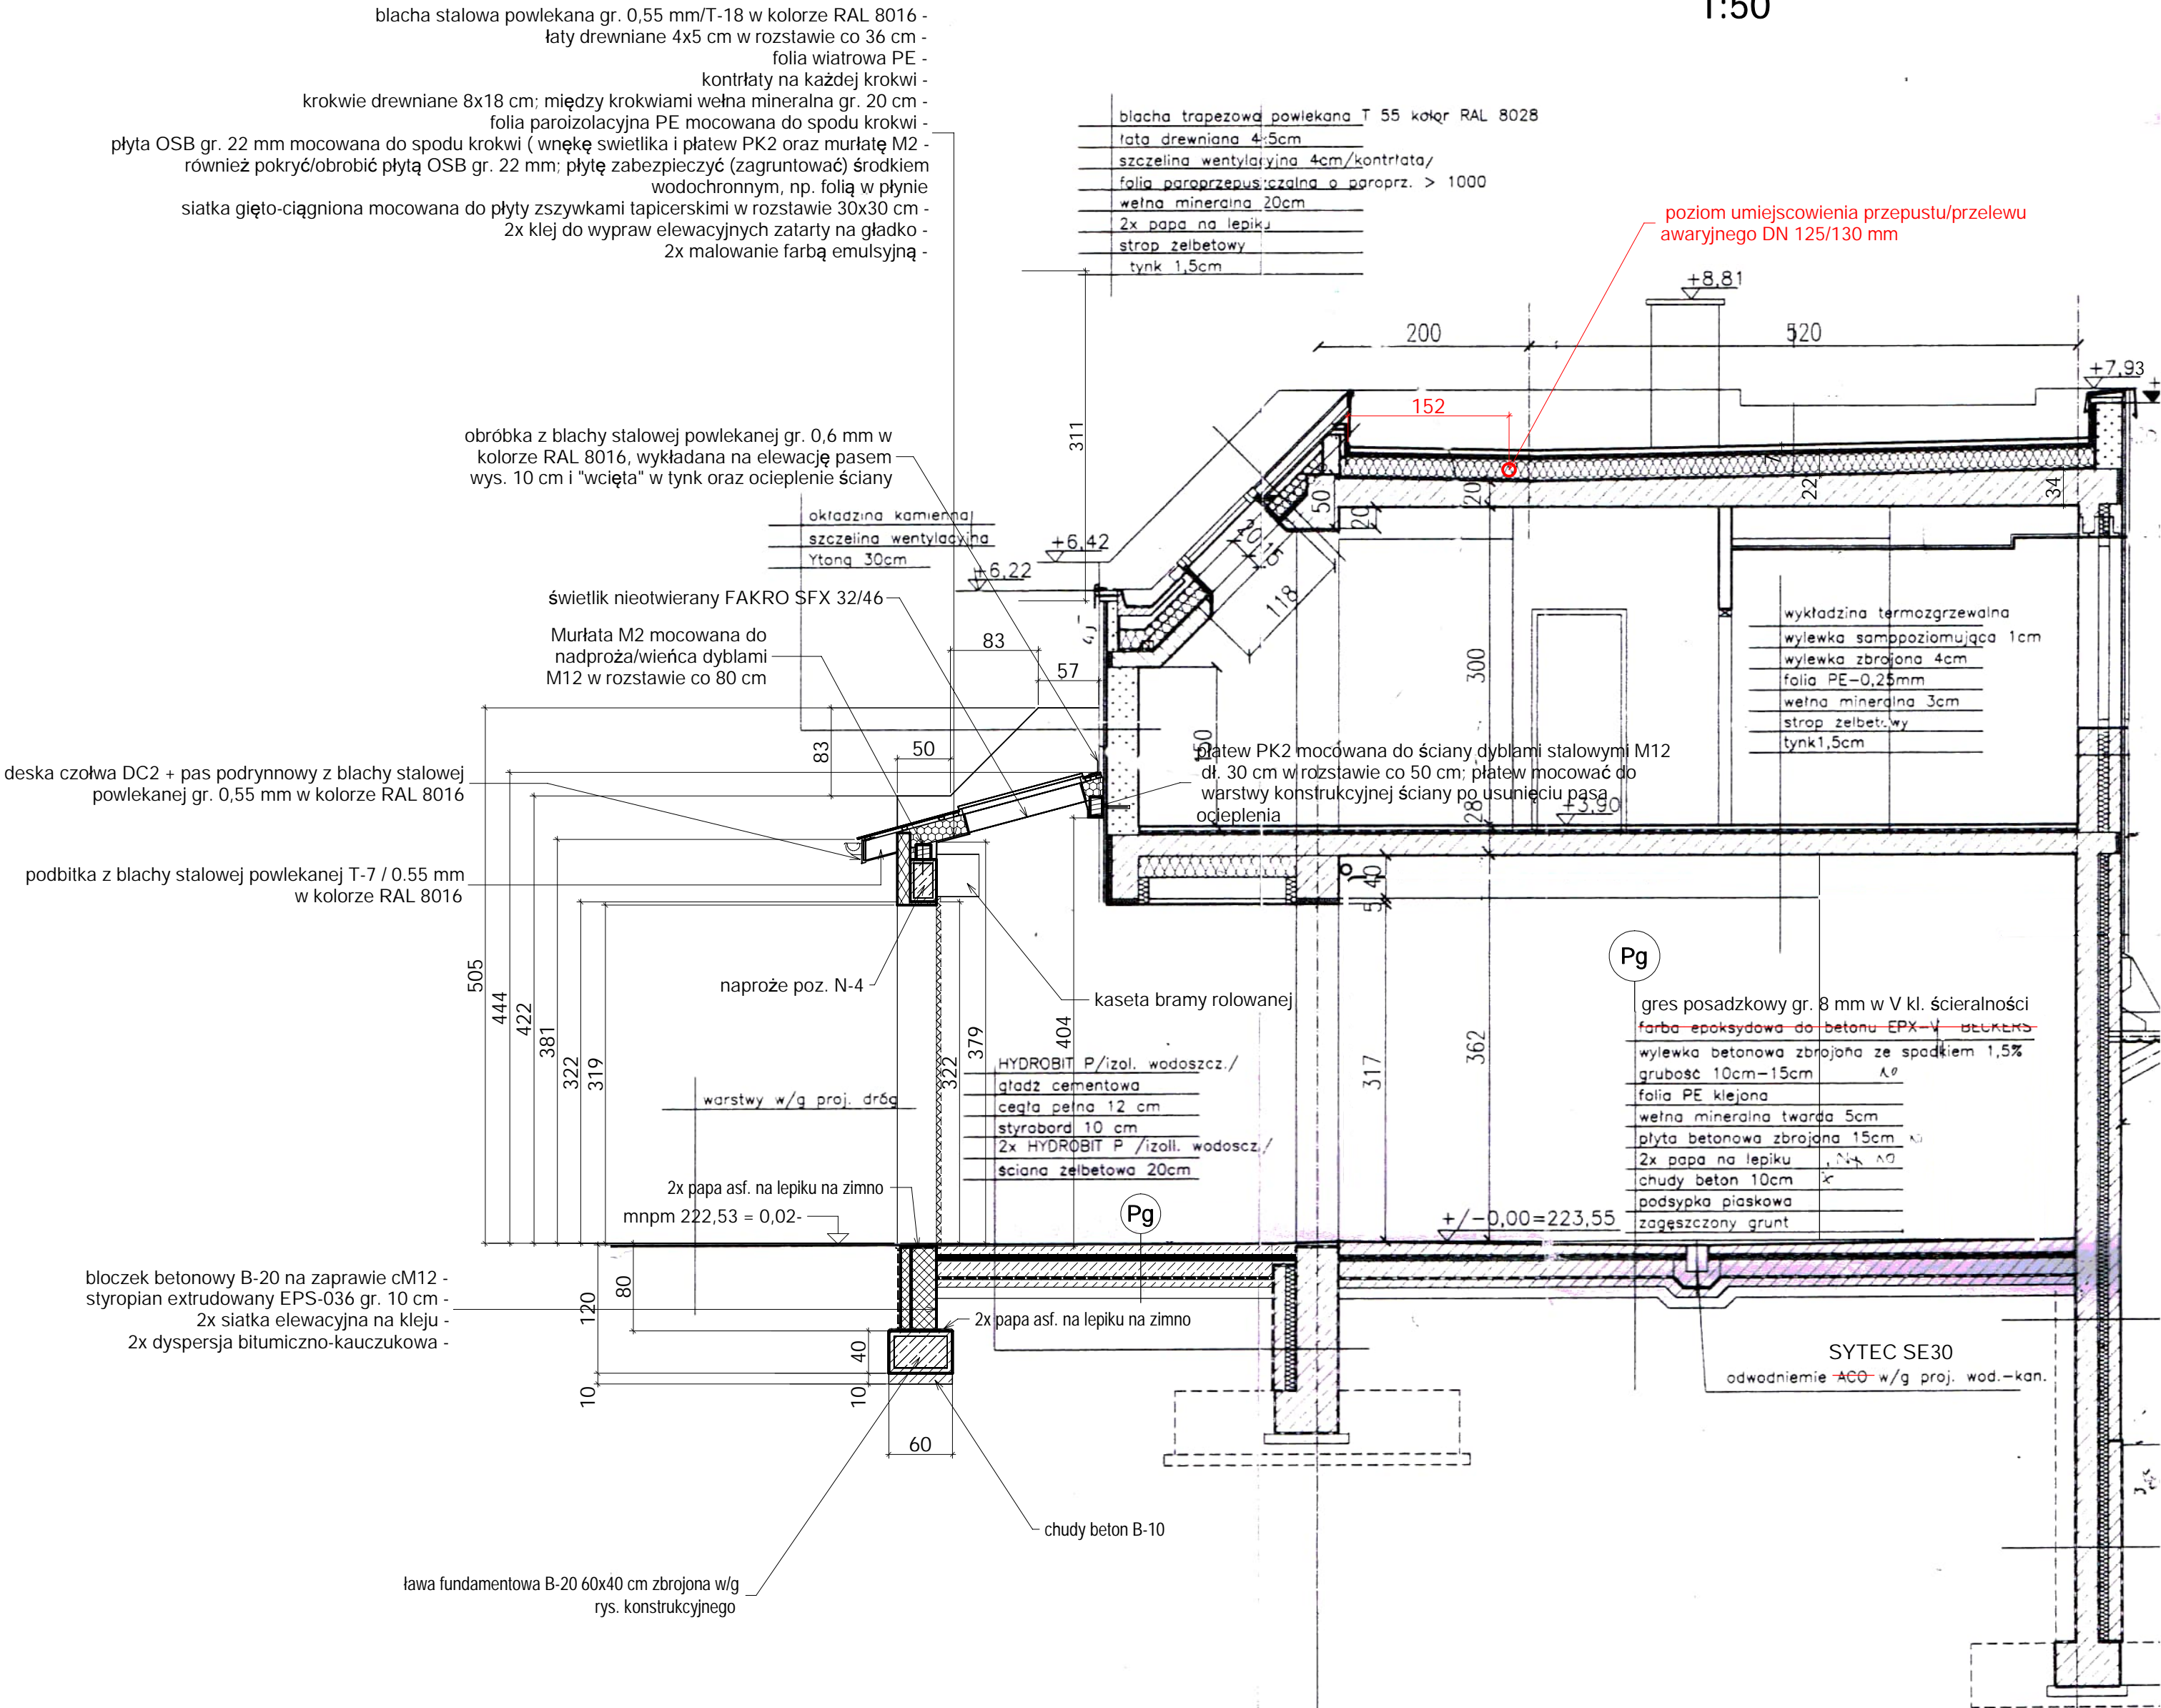 1:50
blacha stalowa powlekana gr. 0,55 mm/T-18 w kolorze RAL 8016 -
łaty drewniane 4x5 cm w rozstawie co 36 cm -
folia wiatrowa PE -
kontrłaty na każdej krokwi -
krokwie drewniane 8x18 cm; między krokwiami wełna mineralna gr. 20 cm -
folia paroizolacyjna PE mocowana do spodu krokwi -
płyta OSB gr. 22 mm mocowana do spodu krokwi ( wnękę swietlika i płatew PK2 oraz murłatę M2 -
również pokryć/obrobić płytą OSB gr. 22 mm; płytę zabezpieczyć (zagruntować) środkiem
wodochronnym, np. folią w płynie
siatka gięto-ciągniona mocowana do płyty zszywkami tapicerskimi w rozstawie 30x30 cm -
2x klej do wypraw elewacyjnych zatarty na gładko -
2x malowanie farbą emulsyjną -
blacha trapezowa powlekana T 55 kolor RAL 8028
łata drewniana 4x5cm
szczelina wentylacyjna 4cm/kontrłata/
folia paroprzepuszczalna o paroprz. > 1000
wełna mineralna 20cm
2x papa na lepiku
strop żelbetowy
tynk 1,5cm
poziom umiejscowienia przepustu/przelewu
awaryjnego DN 125/130 mm
+8,81
200
520
+7,93
152
311
obróbka z blachy stalowej powlekanej gr. 0,6 mm w
kolorze RAL 8016, wykładana na elewację pasem
wys. 10 cm i "wcięta" w tynk oraz ocieplenie ściany
okładzina kamienna
szczelina wentylacyjna
Ytong 30cm
+6,42
+6,22
50
20
20
22
34
20
15
118
świetlik nieotwierany FAKRO SFX 32/46
Murłata M2 mocowana do
nadproża/wieńca dyblami
M12 w rozstawie co 80 cm
83
57
83
50
300
150
28
wykładzina termozgrzewalna
wylewka samppoziomująca 1cm
wylewka zbrojona 4cm
folia PE-0,25mm
wełna mineralna 3cm
strop żelbetowy
tynk1,5cm
płatew PK2 mocowana do ściany dyblami stalowymi M12
dł. 30 cm w rozstawie co 50 cm; płatew mocować do
warstwy konstrukcyjnej ściany po usunięciu pasa
ocieplenia
+3,90
deska czołwa DC2 + pas podrynnowy z blachy stalowej
powlekanej gr. 0,55 mm w kolorze RAL 8016
podbitka z blachy stalowej powlekanej T-7 / 0.55 mm
w kolorze RAL 8016
40
5
naproże poz. N-4
kaseta bramy rolowanej
505
444
422
381
322
319
322
379
404
317
362
Pg
gres posadzkowy gr. 8 mm w V kl. ścieralności
farba epoksydowa do betonu EPX-V BECKERS
wylewka betonowa zbrojona ze spadkiem 1,5%
grubość 10cm-15cm
folia PE klejona
wełna mineralna twarda 5cm
płyta betonowa zbrojona 15cm
2x papa na lepiku
chudy beton 10cm
podsypka piaskowa
zagęszczony grunt
HYDROBIT P/izol. wodoszcz./
gładź cementowa
cegła pełna 12 cm
styrobord 10 cm
2x HYDROBIT P /izoll. wodoscz./
ściana żelbetowa 20cm
warstwy w/g proj. dróg
2x papa asf. na lepiku na zimno
mnpm 222,53 = 0,02-
Pg
+/-0,00=223,55
bloczek betonowy B-20 na zaprawie cM12 -
styropian extrudowany EPS-036 gr. 10 cm -
2x siatka elewacyjna na kleju -
2x dyspersja bitumiczno-kauczukowa -
120
80
40
10
10
60
2x papa asf. na lepiku na zimno
SYTEC SE30
odwodniemie ACO w/g proj. wod.-kan.
chudy beton B-10
ława fundamentowa B-20 60x40 cm zbrojona w/g
rys. konstrukcyjnego